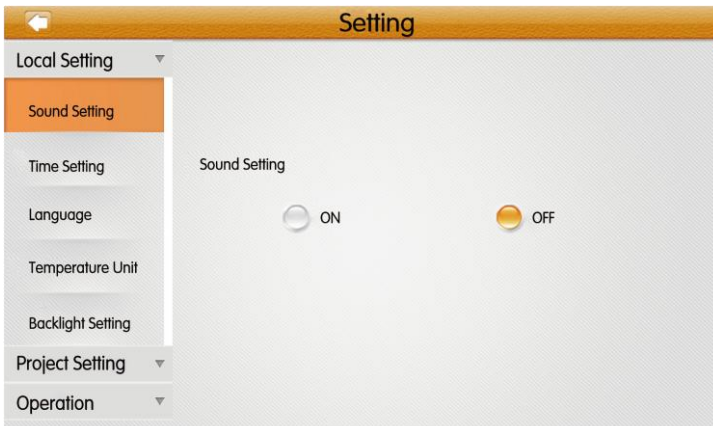 Setting
Local Setting
Sound Setting
Time Setting
Language
Temperature Unit
Backlight Setting
Project Setting
Operation
Sound Setting
ON OFF